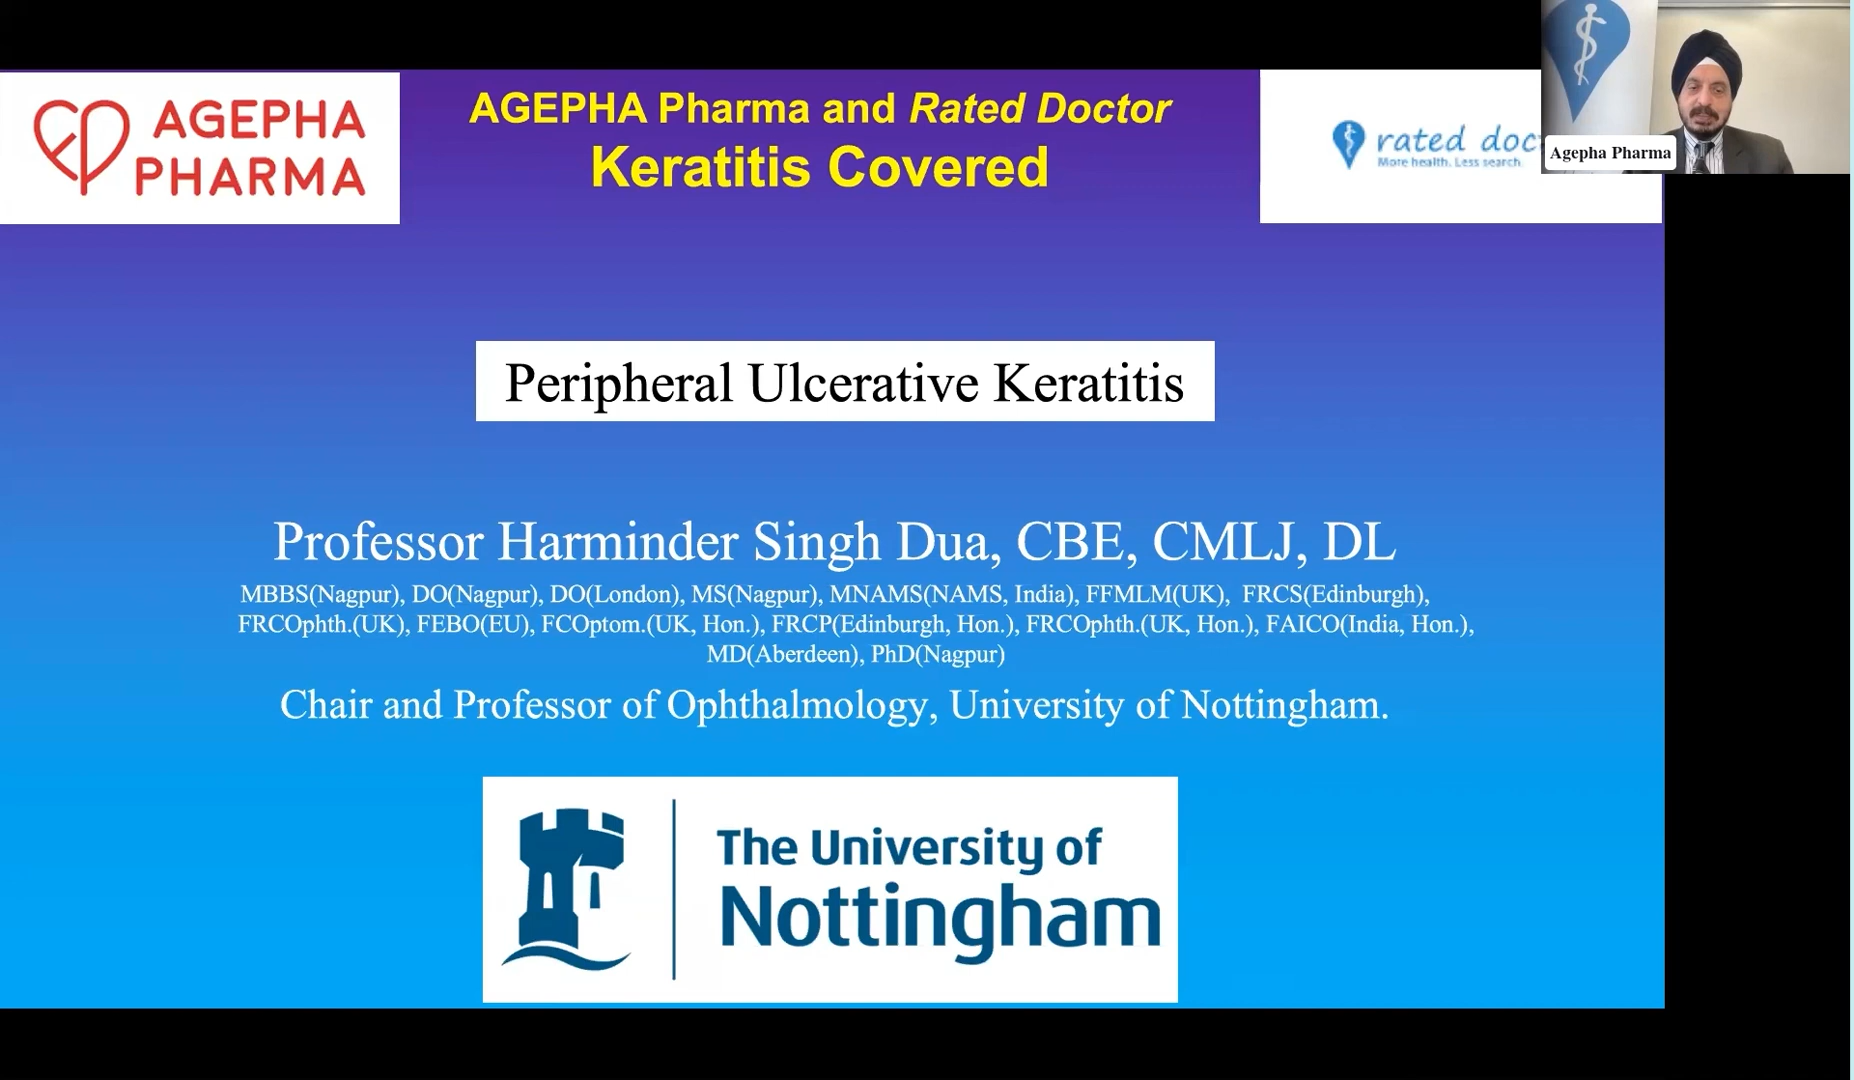 AGEPHA
PHARMA
AGEPHA Pharma and Rated Doctor
Keratitis Covered
rated doc
More health. Less search.
Agepha Pharma
Peripheral Ulcerative Keratitis
Professor Harminder Singh Dua, CBE, CMLJ, DL
MBBS(Nagpur), DO(Nagpur), DO(London), MS(Nagpur), MNAMS(NAMS, India), FFMLM(UK), FRCS(Edinburgh),
FRCOphth.(UK), FEBO(EU), FCOptom.(UK, Hon.), FRCP(Edinburgh, Hon.), FRCOphth.(UK, Hon.), FAICO(India, Hon.),
MD(Aberdeen), PhD(Nagpur)
Chair and Professor of Ophthalmology, University of Nottingham.
The University of
Nottingham